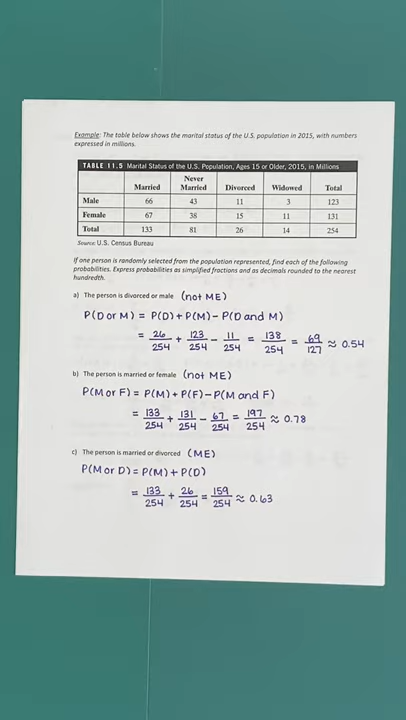 Example: The table below shows the marital status of the U.S. population in 2015, with numbers
expressed in millions.
TABLE 11.5 Marital Status of the U.S. Population, Ages 15 or Older, 2015, in Millions
Married Never Married Divorced Widowed Total
Male 66 43 11 3 123
Female 67 38 15 11 131
Total 133 81 26 14 254
Source: U.S. Census Bureau
If one person is randomly selected from the population represented, find each of the following
probabilities. Express probabilities as simplified fractions and as decimals rounded to the nearest
hundredth.
a) The person is divorced or male (not ME)
P(D or M) = P(D) + P(M) - P(D and M)
= 26/254 + 123/254 - 11/254 = 138/254 = 69/127 ≈ 0.54
b) The person is married or female (not ME)
P(M or F) = P(M) + P(F) - P(M and F)
= 133/254 + 131/254 - 67/254 = 197/254 ≈ 0.78
c) The person is married or divorced (ME)
P(M or D) = P(M) + P(D)
= 133/254 + 26/254 = 159/254 ≈ 0.63